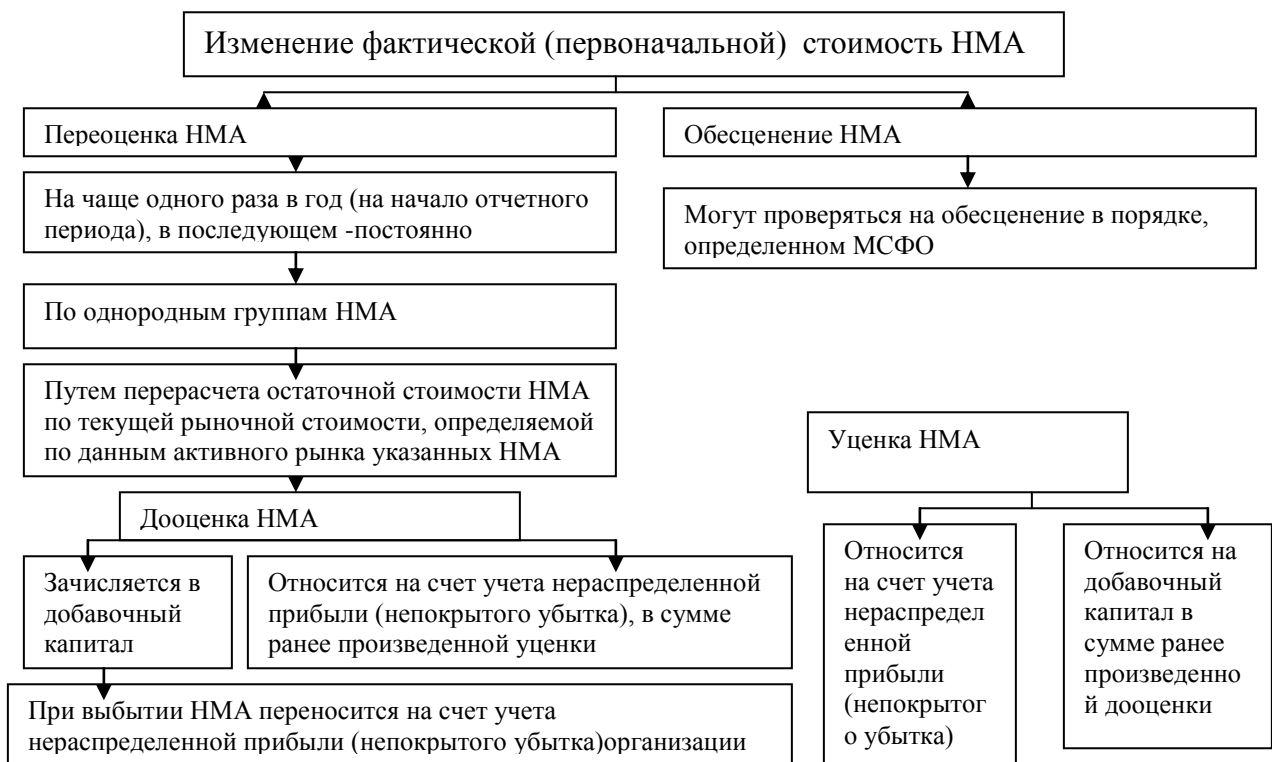 Изменение фактической (первоначальной) стоимость НМА
Переоценка НМА
Обесценение НМА
На чаще одного раза в год (на начало отчетного
периода), в последующем -постоянно
Могут проверяться на обесценение в порядке,
определенном МСФО
По однородным группам НМА
Путем перерасчета остаточной стоимости НМА
по текущей рыночной стоимости, определяемой
по данным активного рынка указанных НМА
Уценка НМА
Дооценка НМА
Зачисляется в
добавочный
капитал
Относится на счет учета нераспределенной
прибыли (непокрытого убытка), в сумме
ранее произведенной уценки
Относится
на счет учета
нераспредел
енной
прибыли
(непокрытог
о убытка)
Относится на
добавочный
капитал в
сумме ранее
произведенно
й дооценки
При выбытии НМА переносится на счет учета
нераспределенной прибыли (непокрытого убытка)организации